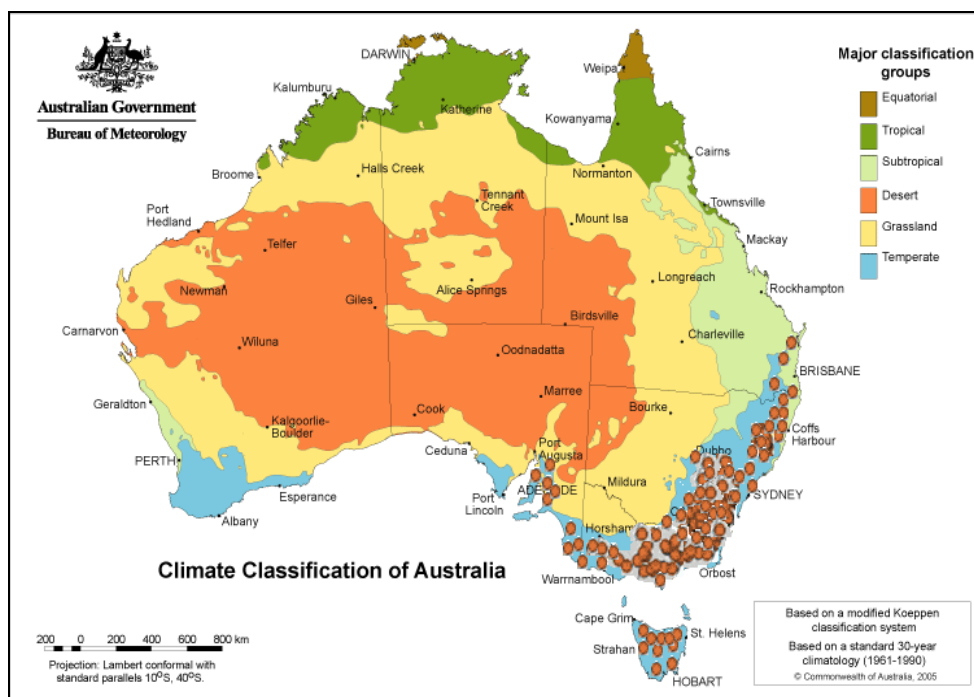 Australian Government
Bureau of Meteorology
Major classification
groups
Equatorial
Tropical
Subtropical
Desert
Grassland
Temperate
DARWIN
Kalumburu
Katherine
Weipa
Kowanyama
Cairns
Broome
Halls Creek
Normanton
Townsville
Port
Hedland
Tennant
Creek
Mount Isa
Mackay
Telfer
Newman
Longreach
Alice Springs
Rockhampton
Giles
Birdsville
Carnarvon
Charleville
Wiluna
Oodnadatta
BRISBANE
Geraldton
Marree
Bourke
Cook
Coffs
Harbour
Kalgoorlie-
Boulder
Ceduna
Port
Augusta
Dubbo
PERTH
Mildura
Esperance
Port
Lincoln
SYDNEY
Albany
Horsham
Climate Classification of Australia
Warrnambool
Orbost
Cape Grim
St. Helens
Strahan
HOBART
200 0 200 400 600 800 km
Projection: Lambert conformal with
standard parallels 10°S, 40°S.
Based on a modified Koeppen
classification system
Based on a standard 30-year
climatology (1961-1990)
© Commonwealth of Australia, 2005